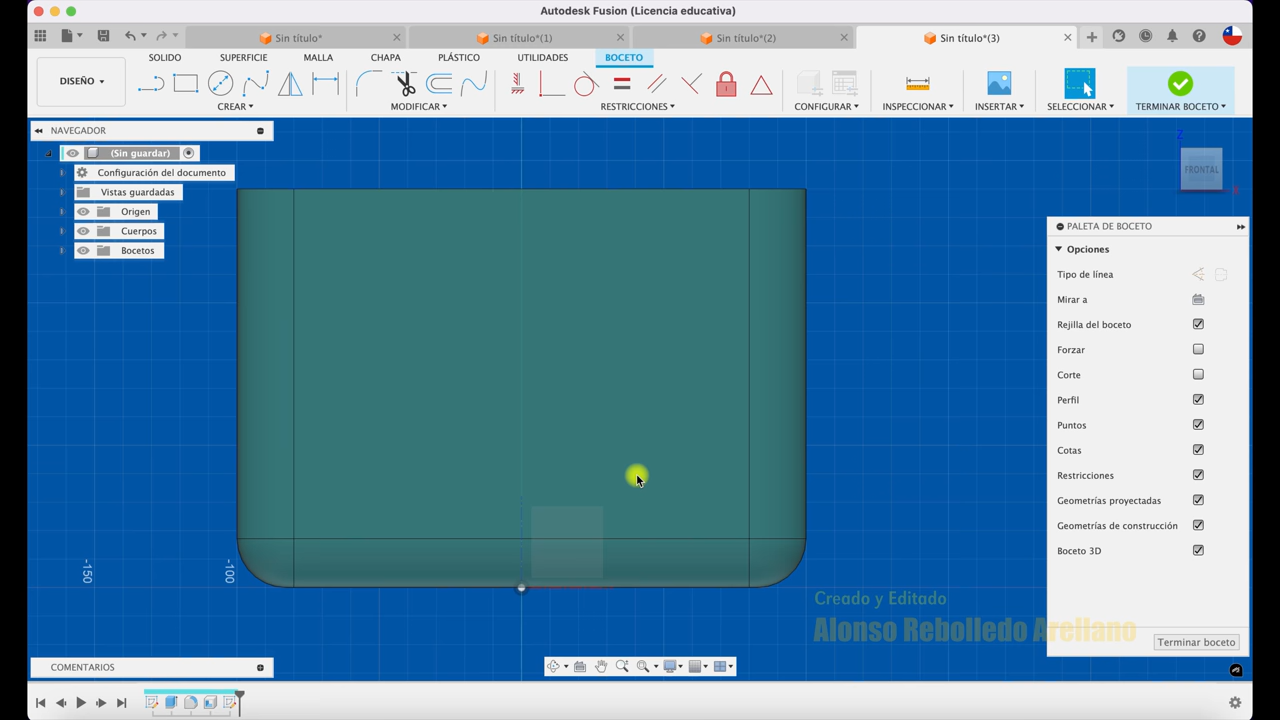 Autodesk Fusion (Licencia educativa)
Sin título*
Sin título*(1)
Sin título*(2)
Sin título*(3)
SOLIDO
SUPERFICIE
MALLA
CHAPA
PLÁSTICO
UTILIDADES
BOCETO
DISEÑO
CREAR
MODIFICAR
RESTRICCIONES
CONFIGURAR
INSPECCIONAR
INSERTAR
SELECCIONAR
TERMINAR BOCETO
NAVEGADOR
(Sin guardar)
Configuración del documento
Vistas guardadas
Origen
Cuerpos
Bocetos
Z
FRONTAL
X
PALETA DE BOCETO
Opciones
Tipo de línea
Mirar a
Rejilla del boceto
Forzar
Corte
Perfil
Puntos
Cotas
Restricciones
Geometrías proyectadas
Geometrías de construcción
Boceto 3D
Terminar boceto
-150
-100
Creado y Editado
Alonso Rebolledo Arellano
COMENTARIOS